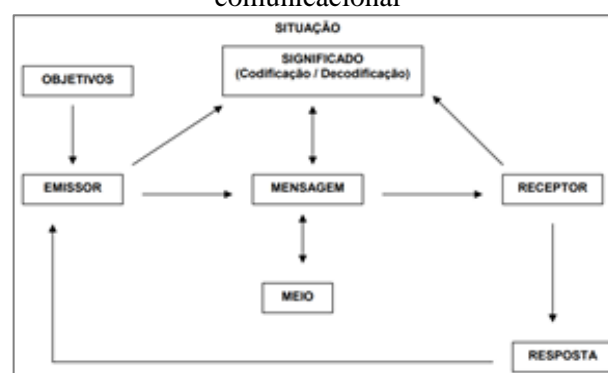 comunicacional
SITUAÇÃO
SIGNIFICADO
(Codificação / Decodificação)
OBJETIVOS
EMISSOR
MENSAGEM
RECEPTOR
MEIO
RESPOSTA